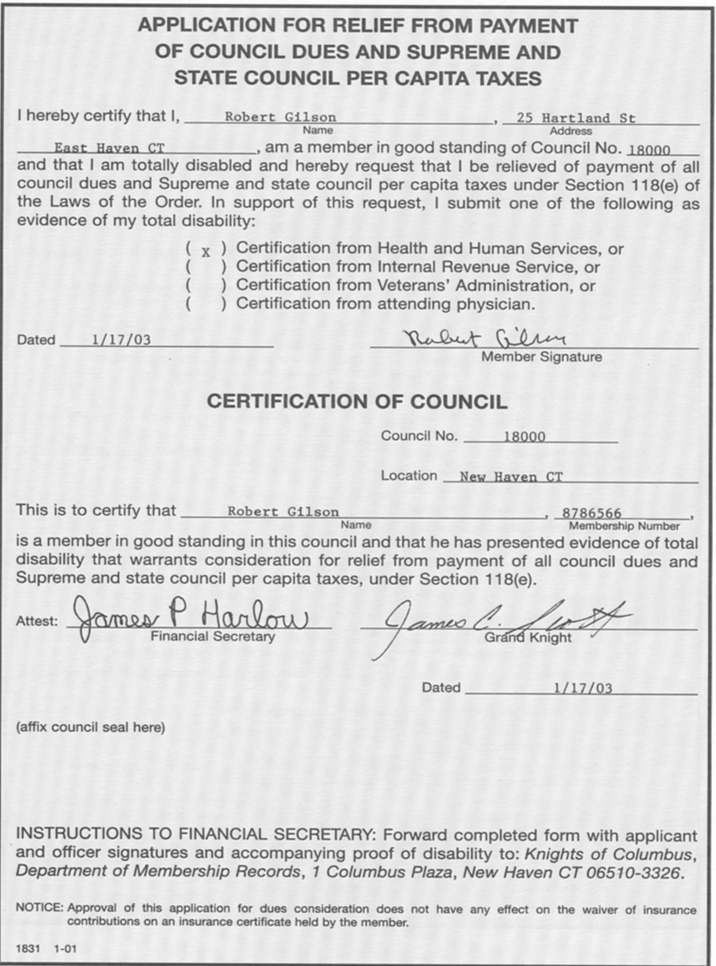 APPLICATION FOR RELIEF FROM PAYMENT
OF COUNCIL DUES AND SUPREME AND
STATE COUNCIL PER CAPITA TAXES
I hereby certify that I, Robert Gilson, 25 Hartland St
Name Address
East Haven CT, am a member in good standing of Council No. 18000
and that I am totally disabled and hereby request that I be relieved of payment of all
council dues and Supreme and state council per capita taxes under Section 118(e) of
the Laws of the Order. In support of this request, I submit one of the following as
evidence of my total disability:
( x ) Certification from Health and Human Services, or
( ) Certification from Internal Revenue Service, or
( ) Certification from Veterans' Administration, or
( ) Certification from attending physician.
Dated 1/17/03 Robert Gilson
Member Signature
CERTIFICATION OF COUNCIL
Council No. 18000
Location New Haven CT
This is to certify that Robert Gilson, 8786566,
Name Membership Number
is a member in good standing in this council and that he has presented evidence of total
disability that warrants consideration for relief from payment of all council dues and
Supreme and state council per capita taxes, under Section 118(e).
Attest: James P Harlow James C. Scott
Financial Secretary Grand Knight
Dated 1/17/03
(affix council seal here)
INSTRUCTIONS TO FINANCIAL SECRETARY: Forward completed form with applicant
and officer signatures and accompanying proof of disability to: Knights of Columbus,
Department of Membership Records, 1 Columbus Plaza, New Haven CT 06510-3326.
NOTICE: Approval of this application for dues consideration does not have any effect on the waiver of insurance
contributions on an insurance certificate held by the member.
1831 1-01